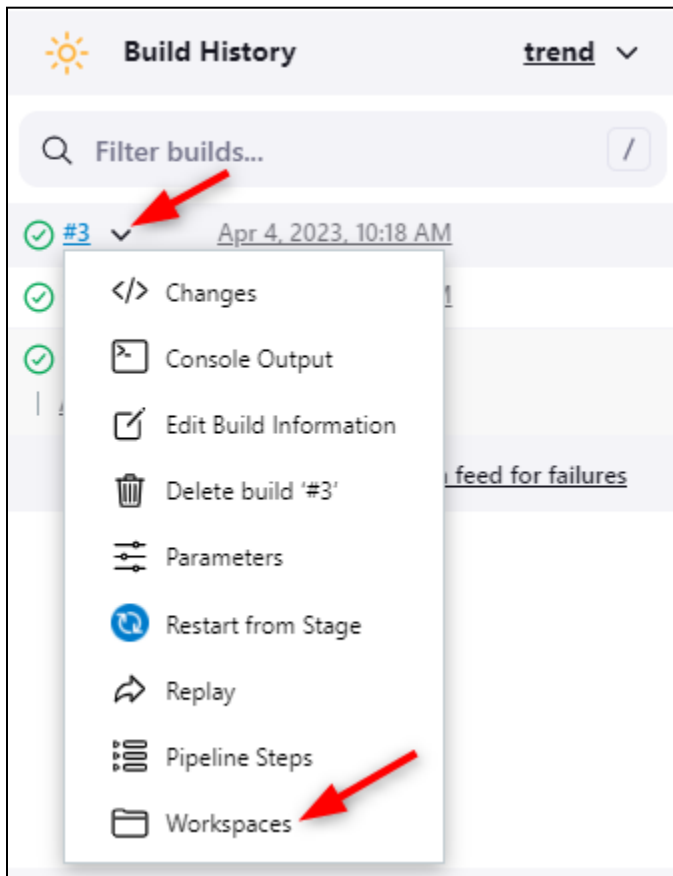 Build History trend
Filter builds... /
#3 Apr 4, 2023, 10:18 AM
</> Changes
Console Output
Edit Build Information
Delete build ‘#3’
feed for failures
Parameters
Restart from Stage
Replay
Pipeline Steps
Workspaces